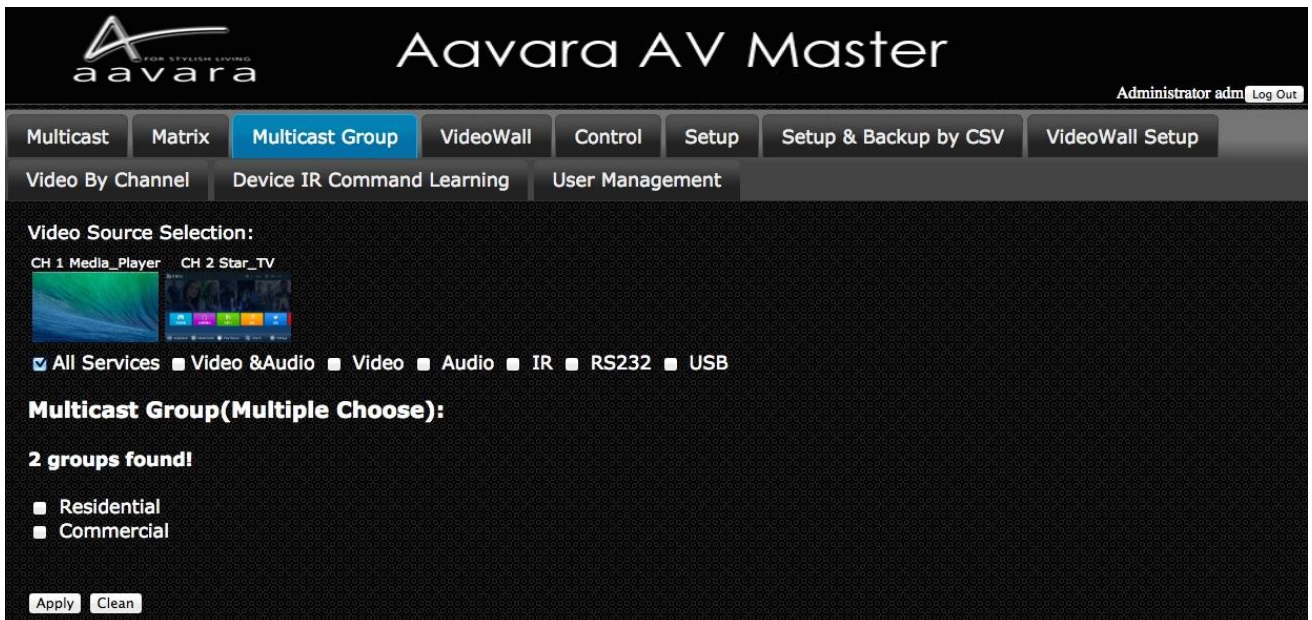 FOR STYLISH LIVING
aavara
Aavara AV Master
Administrator adm Log Out
Multicast Matrix Multicast Group VideoWall Control Setup Setup & Backup by CSV VideoWall Setup
Video By Channel Device IR Command Learning User Management
Video Source Selection:
CH 1 Media_Player CH 2 Star_TV
All Services Video &Audio Video Audio IR RS232 USB
Multicast Group(Multiple Choose):
2 groups found!
Residential
Commercial
Apply Clean